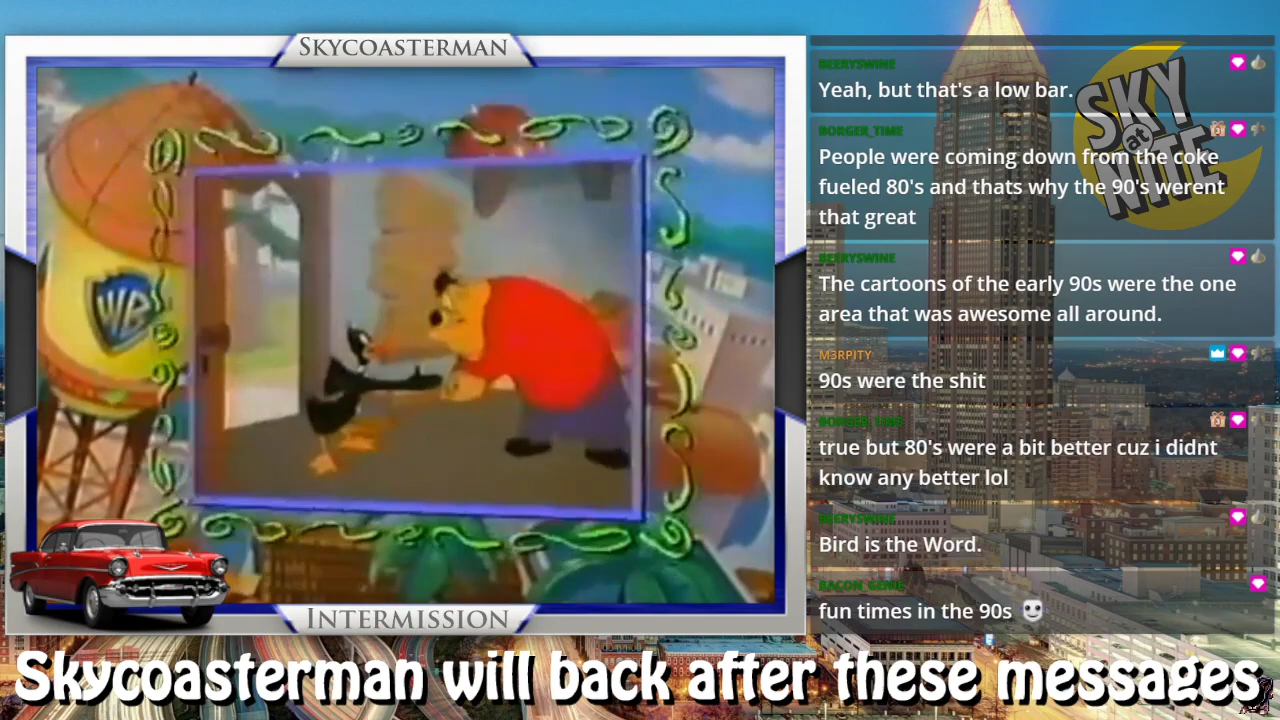 SKYCOASTERMAN
WB
INTERMISSION
SKY
at
NITE
BEERYSWINE
Yeah, but that's a low bar.
BORGER_TIME
People were coming down from the coke
fueled 80's and thats why the 90's werent
that great
BEERYSWINE
The cartoons of the early 90s were the one
area that was awesome all around.
M3RPITY
90s were the shit
BORGER_TIME
true but 80's were a bit better cuz i didnt
know any better lol
BEERYSWINE
Bird is the Word.
BACON_GENIE
fun times in the 90s
Skycoasterman will back after these messages